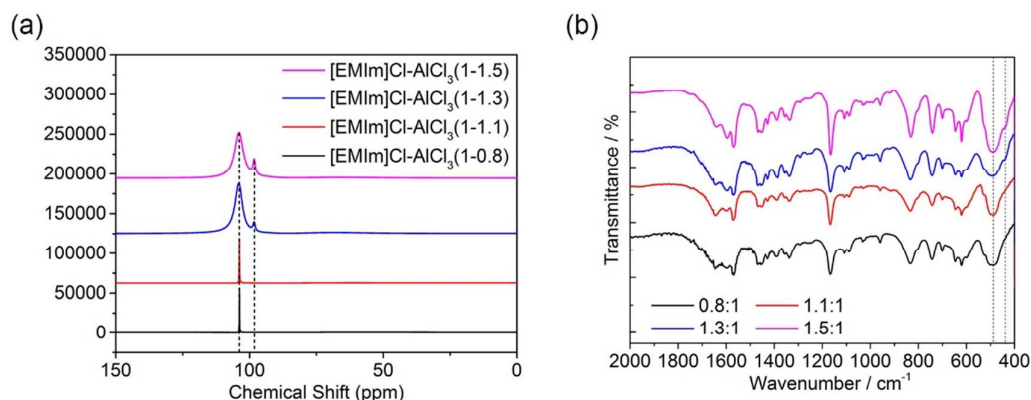 (a)
350000
300000
250000
200000
150000
100000
50000
0
[EMIm]Cl-AlCl₃(1-1.5)
[EMIm]Cl-AlCl₃(1-1.3)
[EMIm]Cl-AlCl₃(1-1.1)
[EMIm]Cl-AlCl₃(1-0.8)
150 100 50 0
Chemical Shift (ppm)
(b)
Transmittance / %
0.8:1 1.1:1
1.3:1 1.5:1
2000 1800 1600 1400 1200 1000 800 600 400
Wavenumber / cm⁻¹